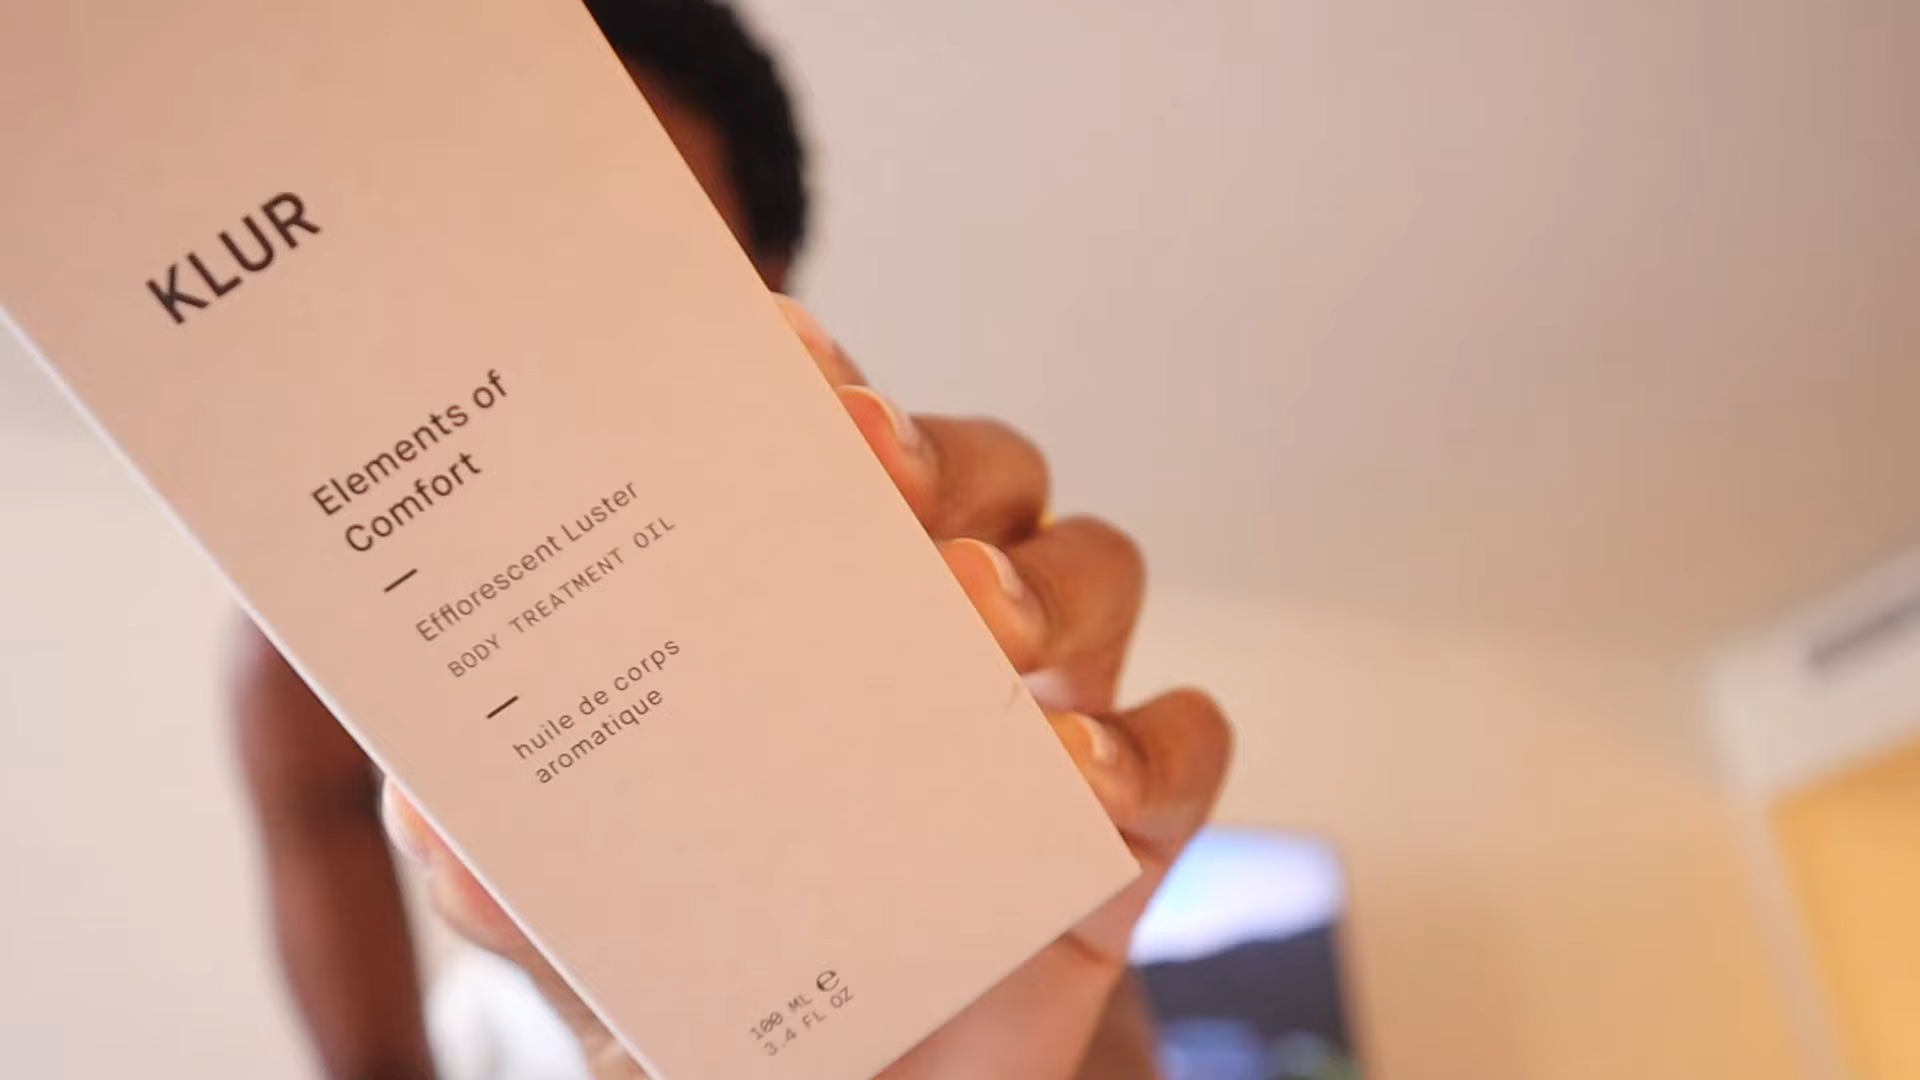 KLUR
Elements of
Comfort
Efflorescent Luster
BODY TREATMENT OIL
huile de corps
aromatique
100 ML ℮
3.4 FL OZ